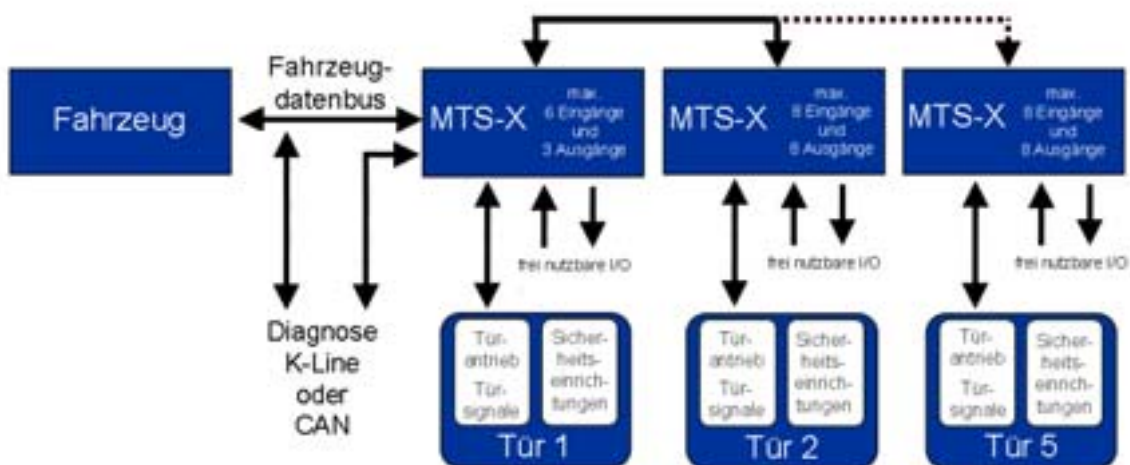 Fahrzeug
Fahrzeug-
datenbus
MTS-X
max.
6 Eingänge
und
3 Ausgänge
MTS-X
max.
8 Eingänge
und
8 Ausgänge
MTS-X
max.
8 Eingänge
und
8 Ausgänge
frei nutzbare I/O
frei nutzbare I/O
frei nutzbare I/O
Diagnose
K-Line
oder
CAN
Tür-
antrieb
Tür-
signale
Sicher-
heits-
einrich-
tungen
Tür 1
Tür-
antrieb
Tür-
signale
Sicher-
heits-
einrich-
tungen
Tür 2
Tür-
antrieb
Tür-
signale
Sicher-
heits-
einrich-
tungen
Tür 5